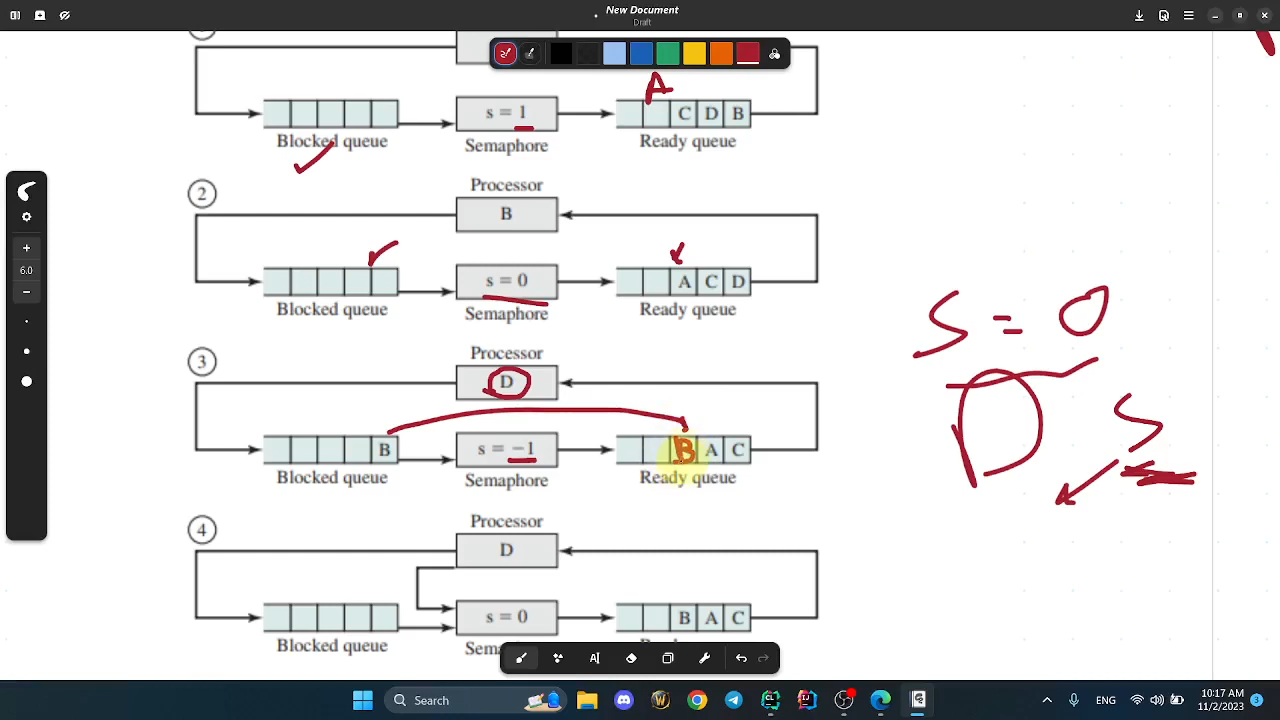 New Document
Draft
A
s = 1
C D B
Blocked queue
Semaphore
Ready queue
2
Processor
B
s = 0
A C D
Blocked queue
Semaphore
Ready queue
S = 0
3
Processor
D
D S
B
s = −1
B A C
Blocked queue
Semaphore
Ready queue
4
Processor
D
s = 0
B A C
Blocked queue
Sem
+
6.0
−
Search
ENG
10:17 AM
11/2/2023
3